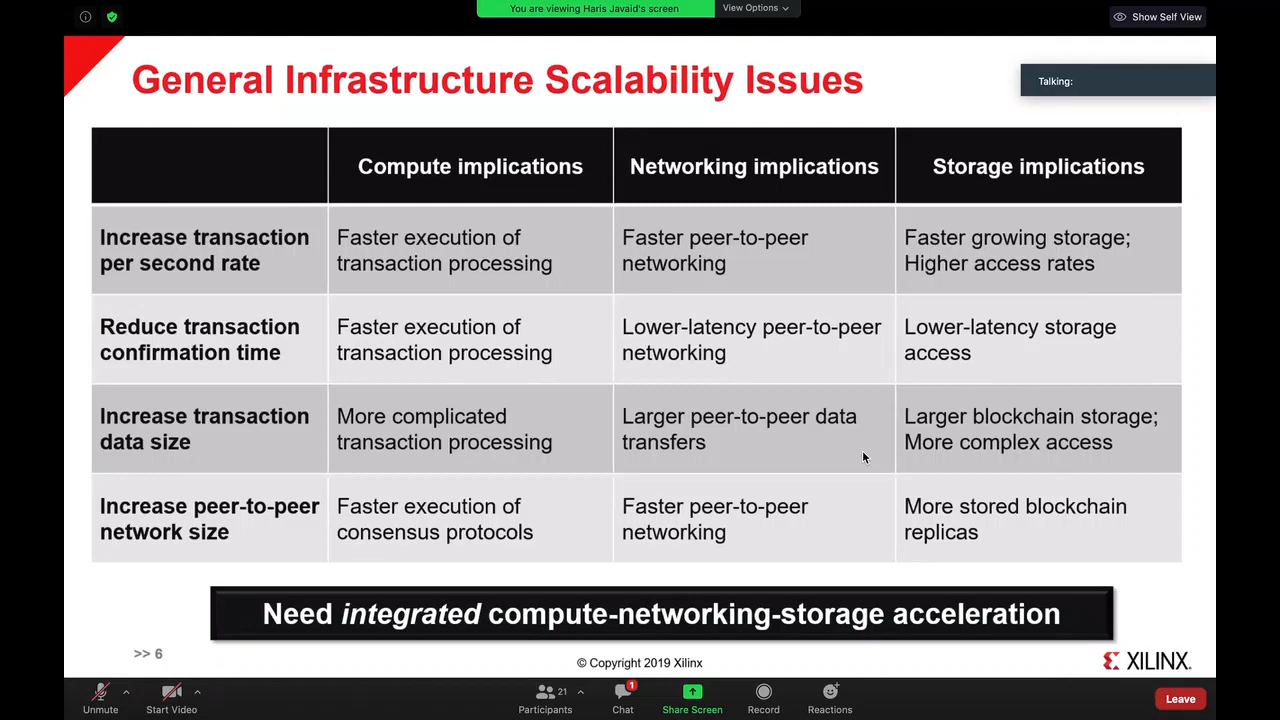 You are viewing Haris Javaid's screen
View Options
Show Self View
General Infrastructure Scalability Issues
Talking:
Compute implications
Networking implications
Storage implications
Increase transaction
per second rate
Faster execution of
transaction processing
Faster peer-to-peer
networking
Faster growing storage;
Higher access rates
Reduce transaction
confirmation time
Faster execution of
transaction processing
Lower-latency peer-to-peer
networking
Lower-latency storage
access
Increase transaction
data size
More complicated
transaction processing
Larger peer-to-peer data
transfers
Larger blockchain storage;
More complex access
Increase peer-to-peer
network size
Faster execution of
consensus protocols
Faster peer-to-peer
networking
More stored blockchain
replicas
Need integrated compute-networking-storage acceleration
>> 6
© Copyright 2019 Xilinx
XILINX.
Unmute
Start Video
21
Participants
1
Chat
Share Screen
Record
Reactions
Leave